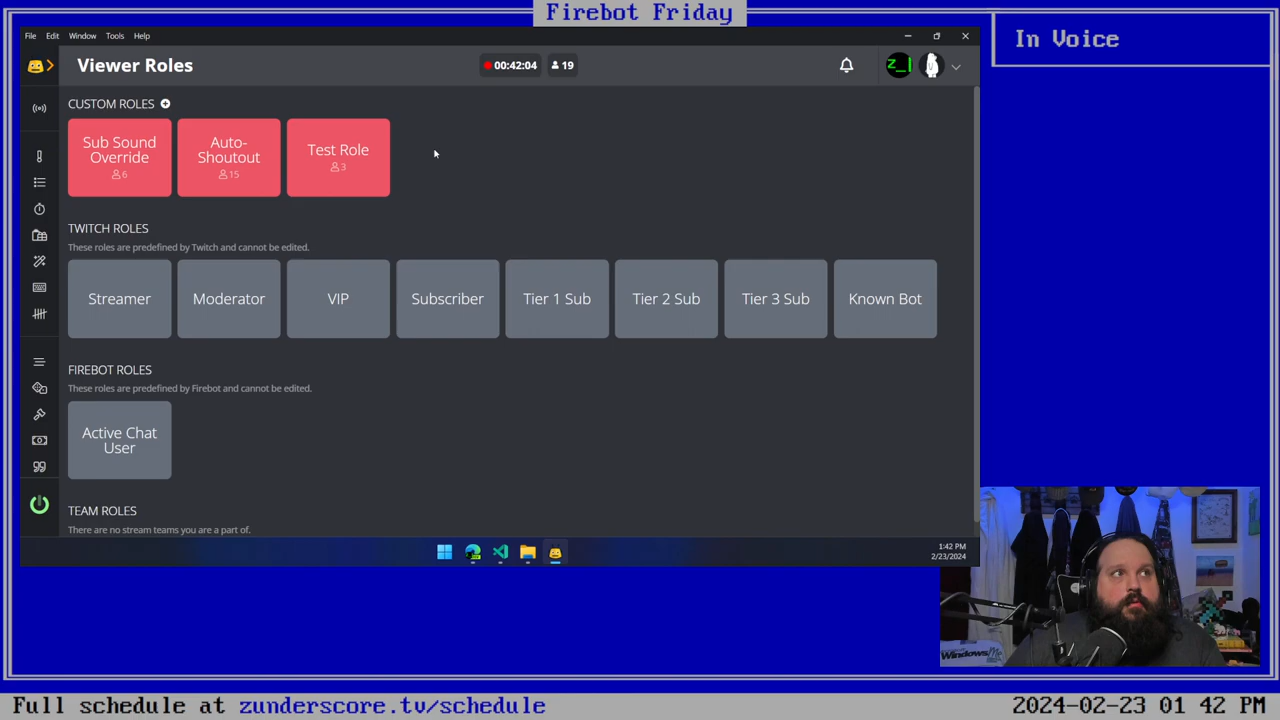 Firebot Friday
In Voice
File Edit Window Tools Help
Viewer Roles
00:42:04
19
z_|
CUSTOM ROLES
Sub Sound
Override
6
Auto-
Shoutout
15
Test Role
3
TWITCH ROLES
These roles are predefined by Twitch and cannot be edited.
Streamer
Moderator
VIP
Subscriber
Tier 1 Sub
Tier 2 Sub
Tier 3 Sub
Known Bot
FIREBOT ROLES
These roles are predefined by Firebot and cannot be edited.
Active Chat
User
TEAM ROLES
There are no stream teams you are a part of.
1:42 PM
2/23/2024
Windows Me
Full schedule at zunderscore.tv/schedule
2024-02-23 01 42 PM